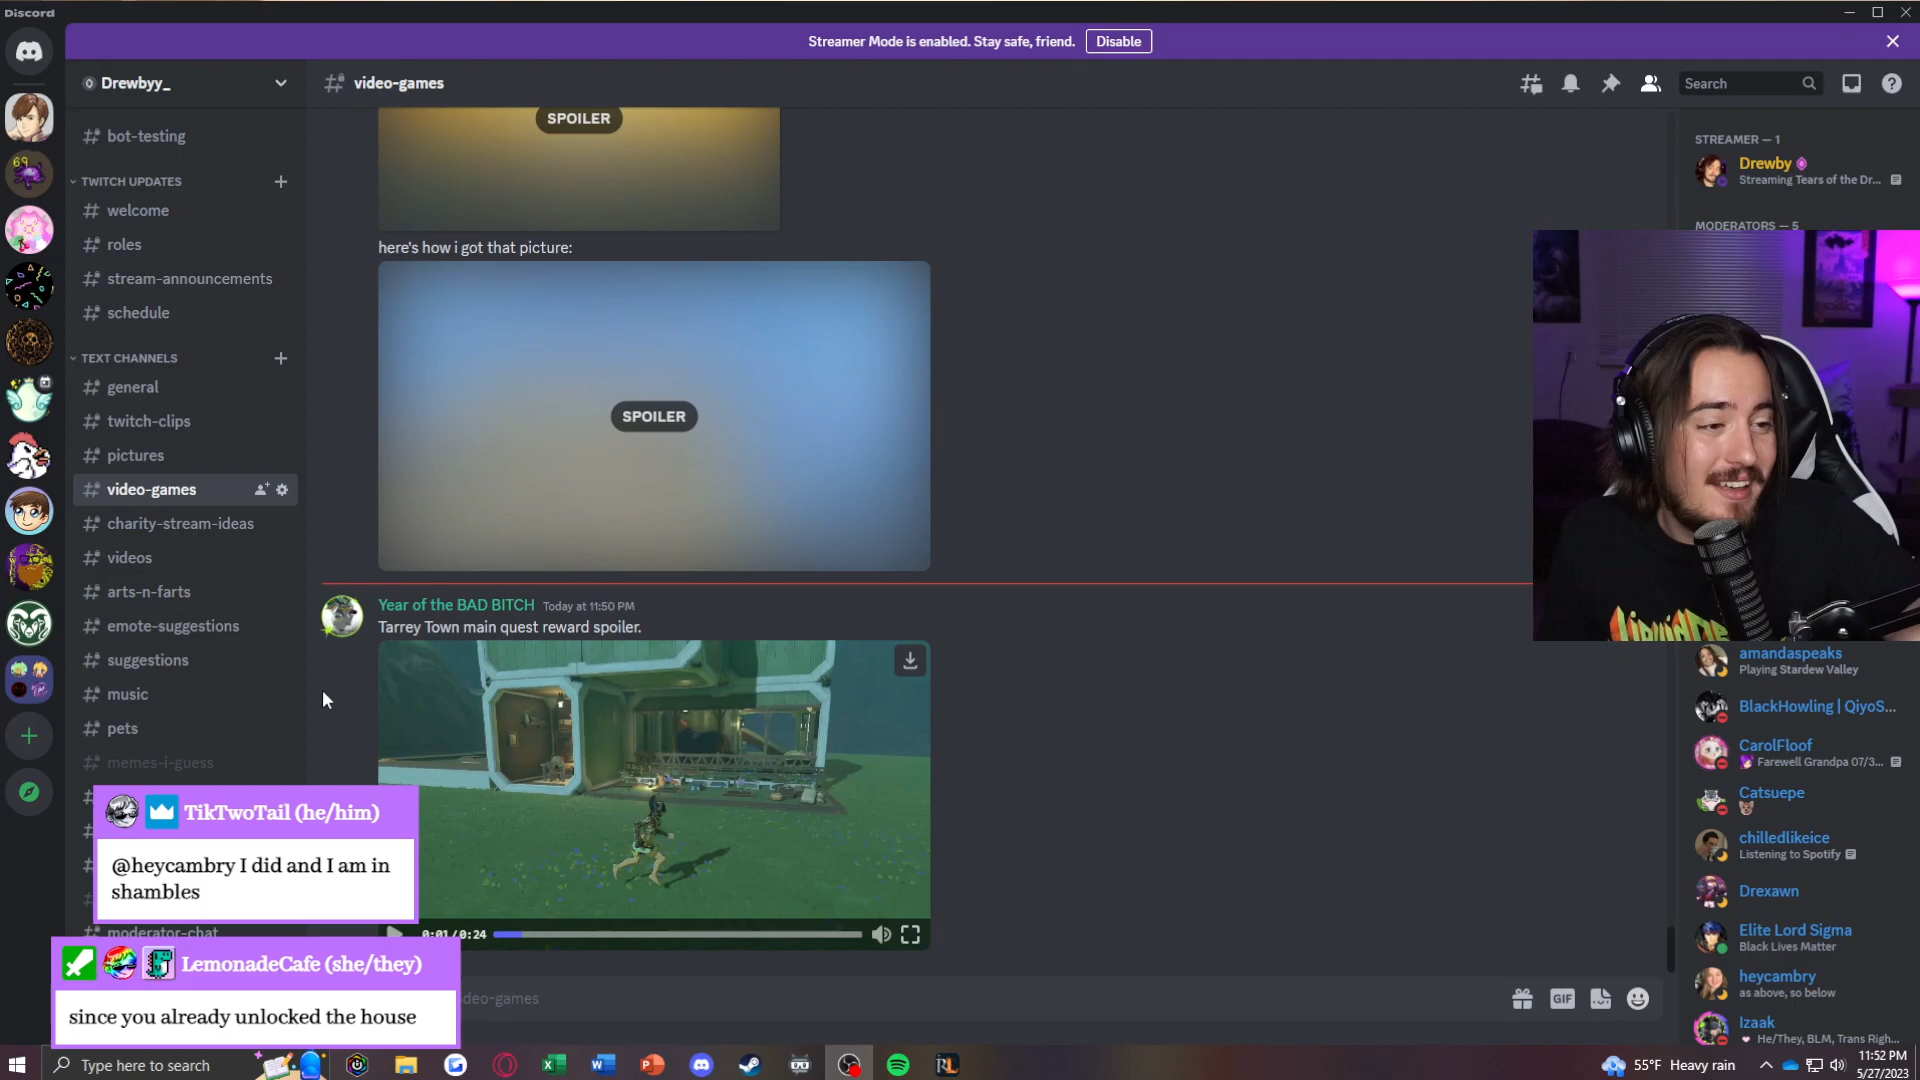 Discord
Streamer Mode is enabled. Stay safe, friend.
Disable
Drewbyy_
video-games
Search
bot-testing
TWITCH UPDATES
welcome
roles
stream-announcements
schedule
TEXT CHANNELS
general
twitch-clips
pictures
video-games
charity-stream-ideas
videos
arts-n-farts
emote-suggestions
suggestions
music
pets
memes-i-guess
moderator-chat
69
SPOILER
here's how i got that picture:
SPOILER
Year of the BAD BITCH Today at 11:50 PM
Tarrey Town main quest reward spoiler.
0:01/0:24
deo-games
GIF
STREAMER — 1
Drewby
Streaming Tears of the Dr...
MODERATORS — 5
amandaspeaks
Playing Stardew Valley
BlackHowling | QiyoS...
CarolFloof
Farewell Grandpa 07/3...
Catsuepe
chilledlikeice
Listening to Spotify
Drexawn
Elite Lord Sigma
Black Lives Matter
heycambry
as above, so below
Izaak
He/They, BLM, Trans Righ...
TikTwoTail (he/him)
@heycambry I did and I am in
shambles
LemonadeCafe (she/they)
since you already unlocked the house
Type here to search
55°F Heavy rain
11:52 PM
5/27/2023